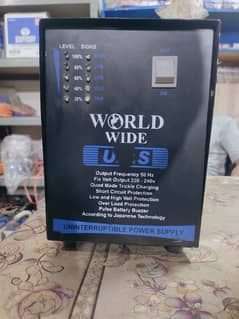 LEVEL SIGNS
100%
80%
60%
40%
20%
WORLD
WIDE
UPS
Output Frequency 50 Hz
Fix Volt Output 220 - 240v
Quad Mode Trickle Charging
Short Circuit Protection
Low and High Volt Protection
Over Load Protection
Pulse Battery Buzzer
According to Japanese Technology
UNINTERRUPTIBLE POWER SUPPLY